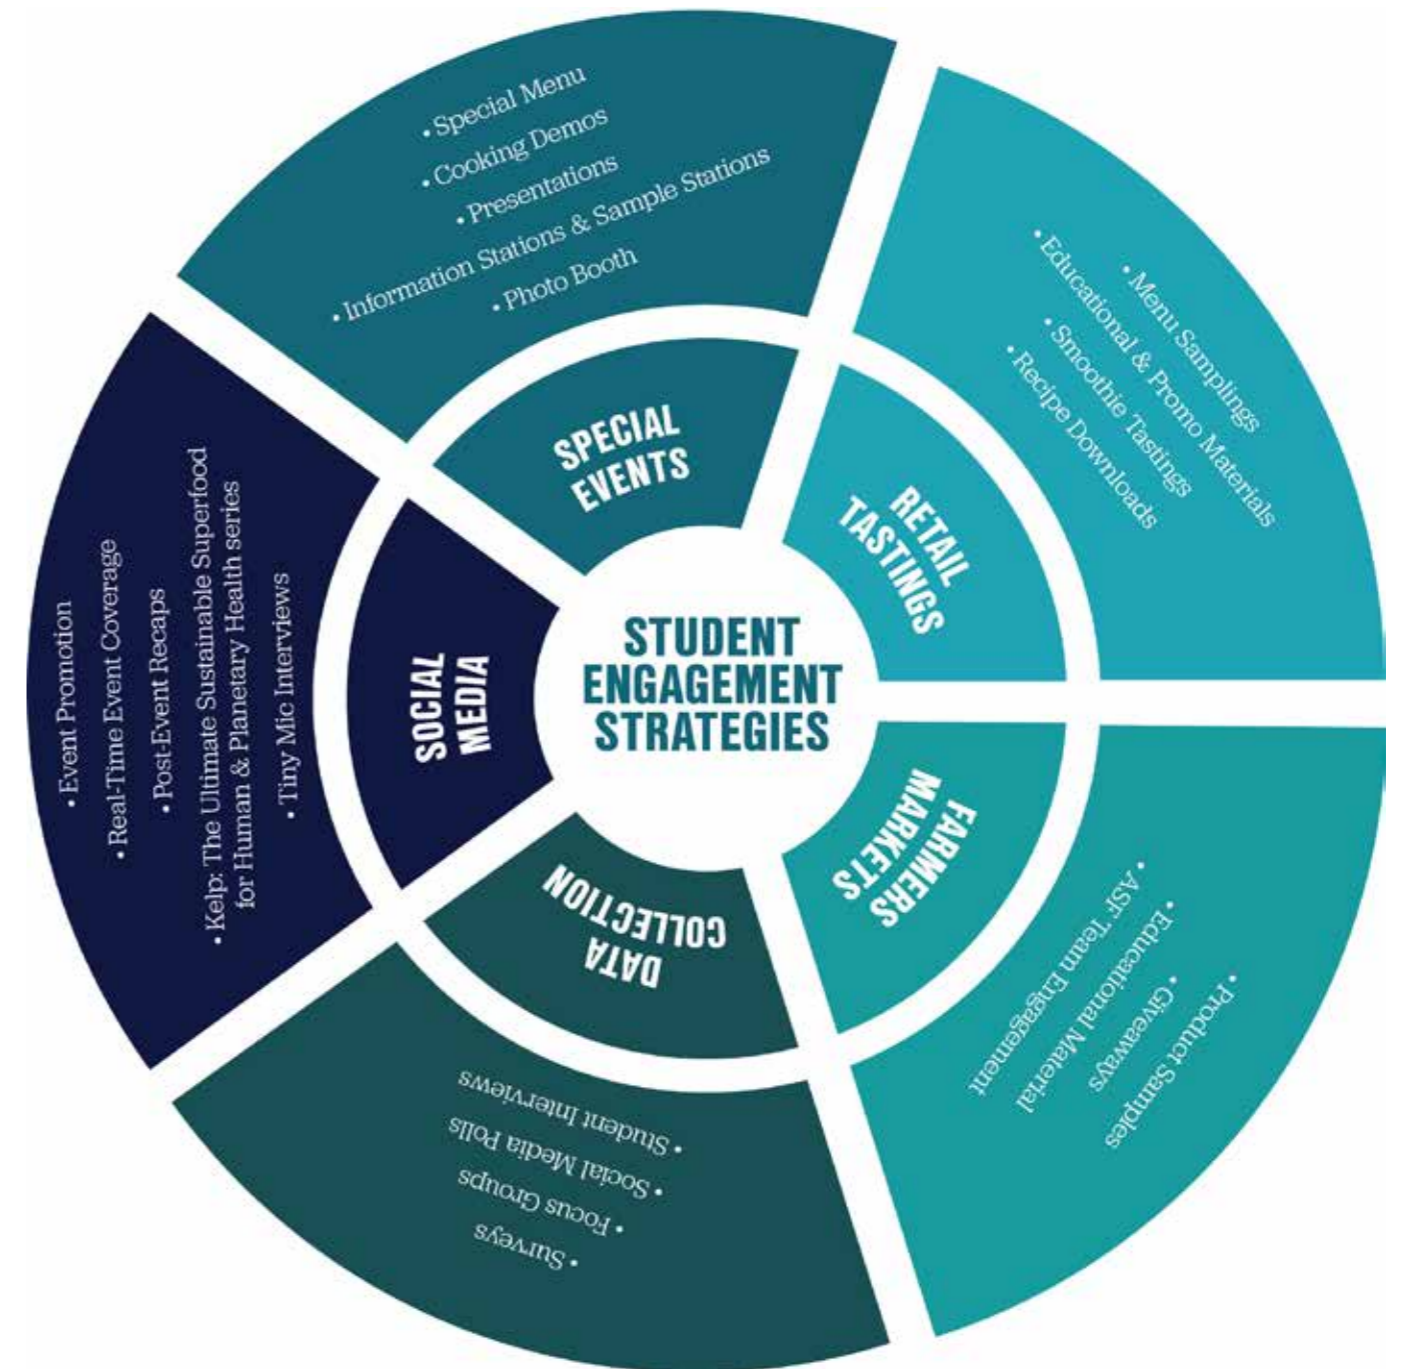 STUDENT
ENGAGEMENT
STRATEGIES
SPECIAL
EVENTS
• Special Menu
• Cooking Demos
• Presentations
• Information Stations & Sample Stations
• Photo Booth
RETAIL
TASTINGS
• Menu Samplings
• Educational & Promo Materials
• Smoothie Tastings
• Recipe Downloads
FARMERS
MARKETS
• Product Samples
• Giveaways
• Educational Material
• ASF Team Engagement
DATA
COLLECTION
• Surveys
• Focus Groups
• Social Media Polls
• Student Interviews
SOCIAL
MEDIA
• Event Promotion
• Real-Time Event Coverage
• Post-Event Recaps
• Kelp: The Ultimate Sustainable Superfood
for Human & Planetary Health series
• Tiny Mic Interviews